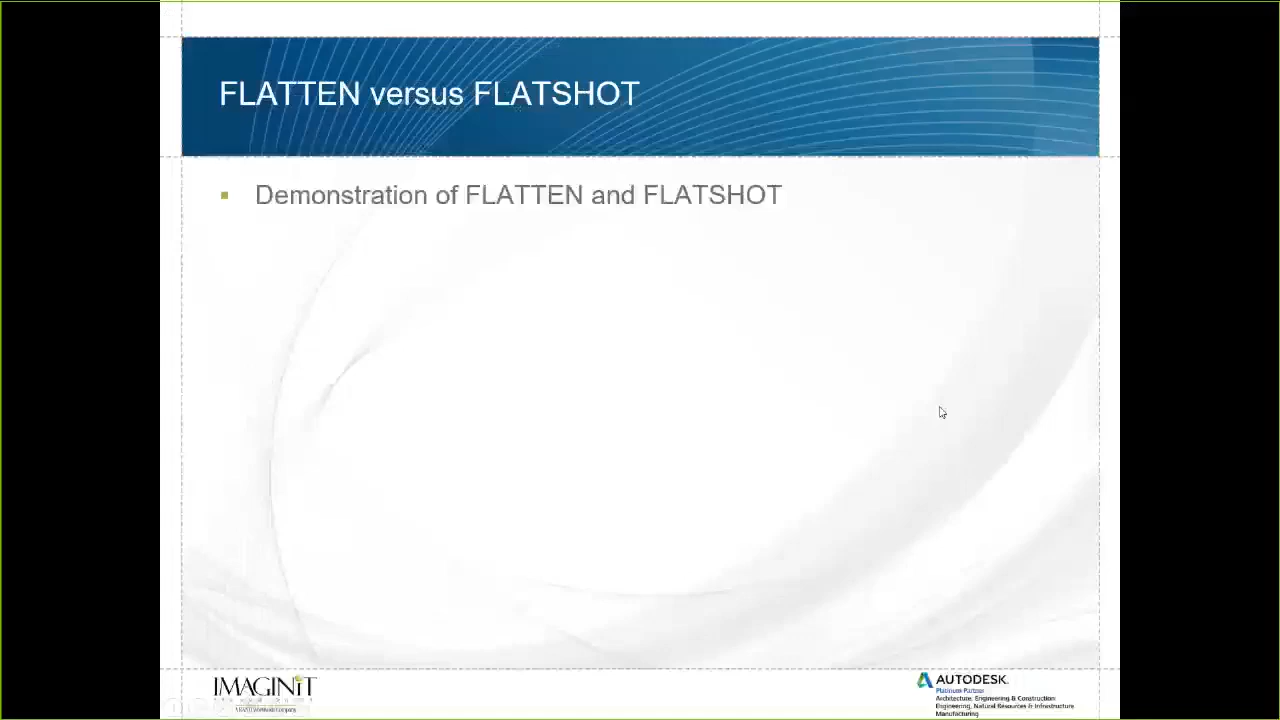 FLATTEN versus FLATSHOT
Demonstration of FLATTEN and FLATSHOT
IMAGINiT
AUTODESK.
Platinum Partner
Architecture, Engineering & Construction
Engineering, Natural Resources & Infrastructure
Manufacturing